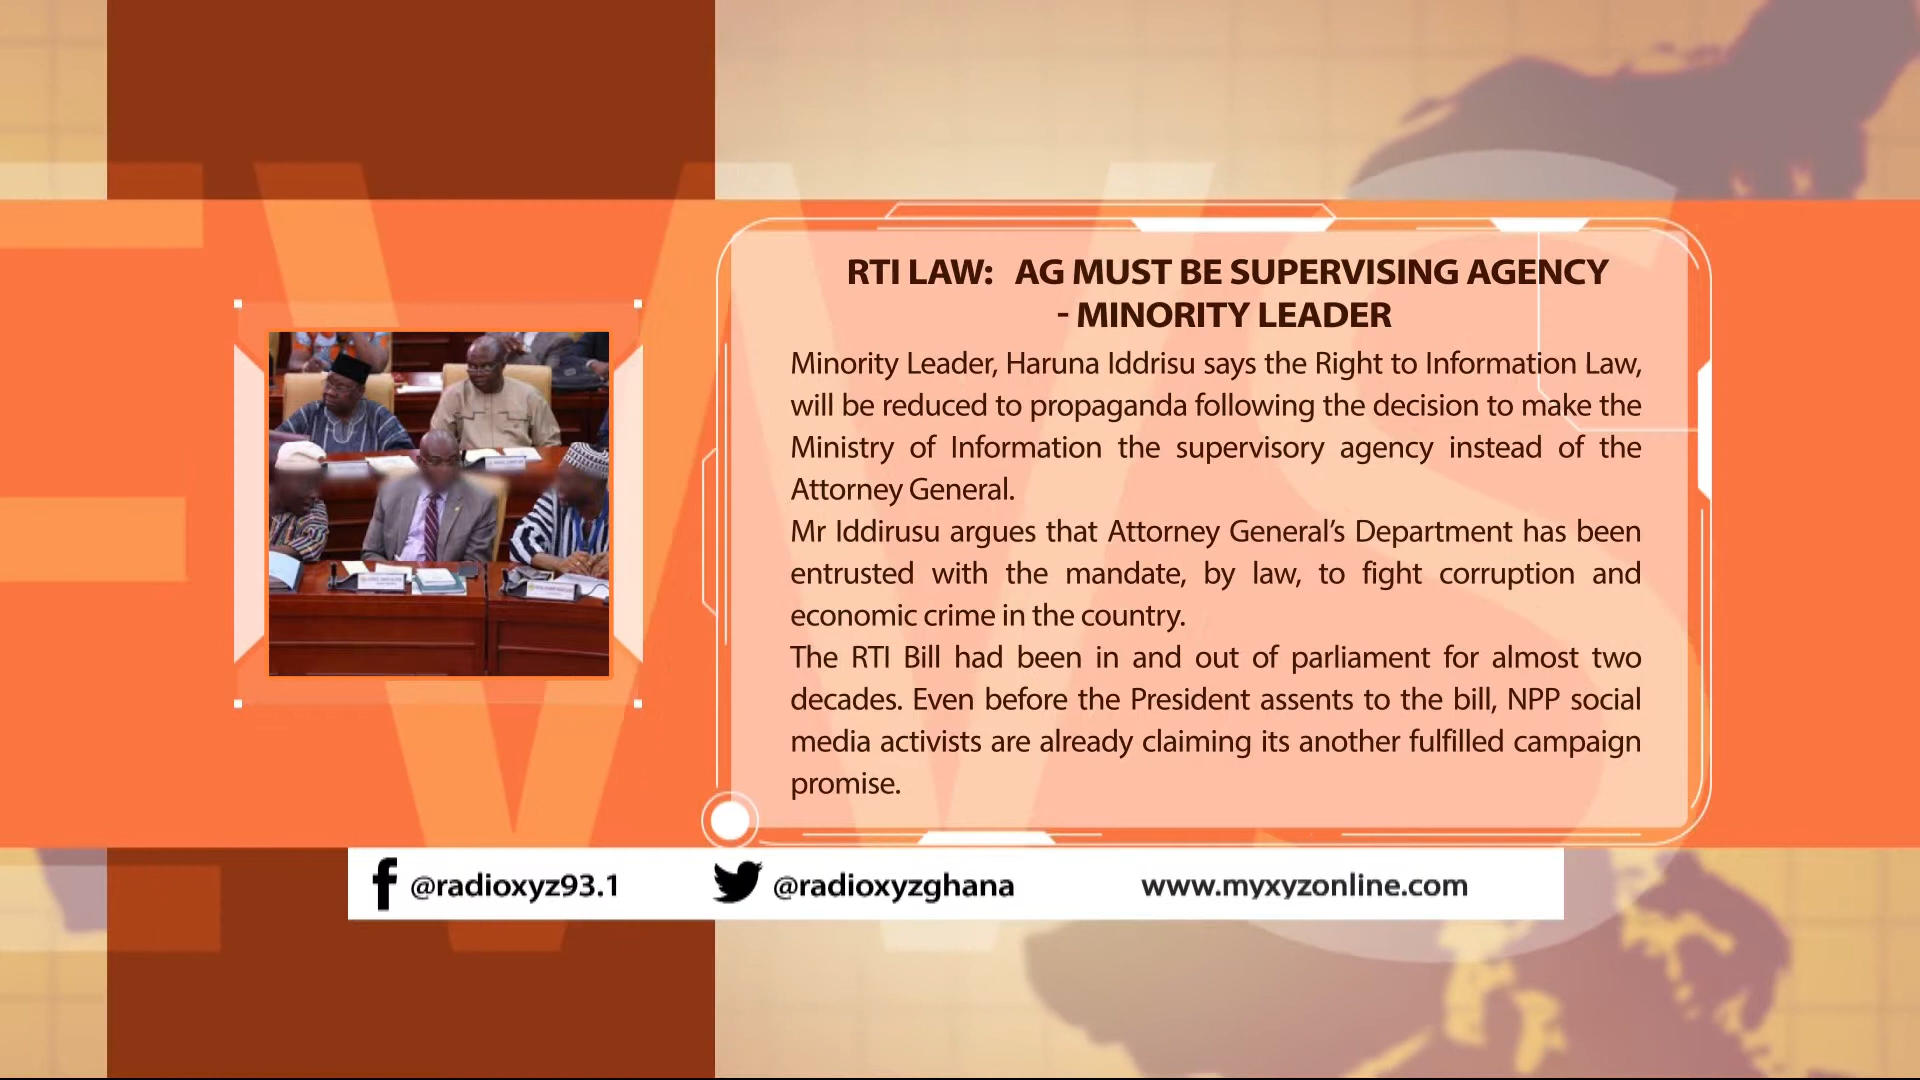 RTI LAW: AG MUST BE SUPERVISING AGENCY
- MINORITY LEADER
Minority Leader, Haruna Iddrisu says the Right to Information Law,
will be reduced to propaganda following the decision to make the
Ministry of Information the supervisory agency instead of the
Attorney General.
Mr Iddirusu argues that Attorney General's Department has been
entrusted with the mandate, by law, to fight corruption and
economic crime in the country.
The RTI Bill had been in and out of parliament for almost two
decades. Even before the President assents to the bill, NPP social
media activists are already claiming its another fulfilled campaign
promise.
@radioxyz93.1 @radioxyzghana www.myxyzonline.com